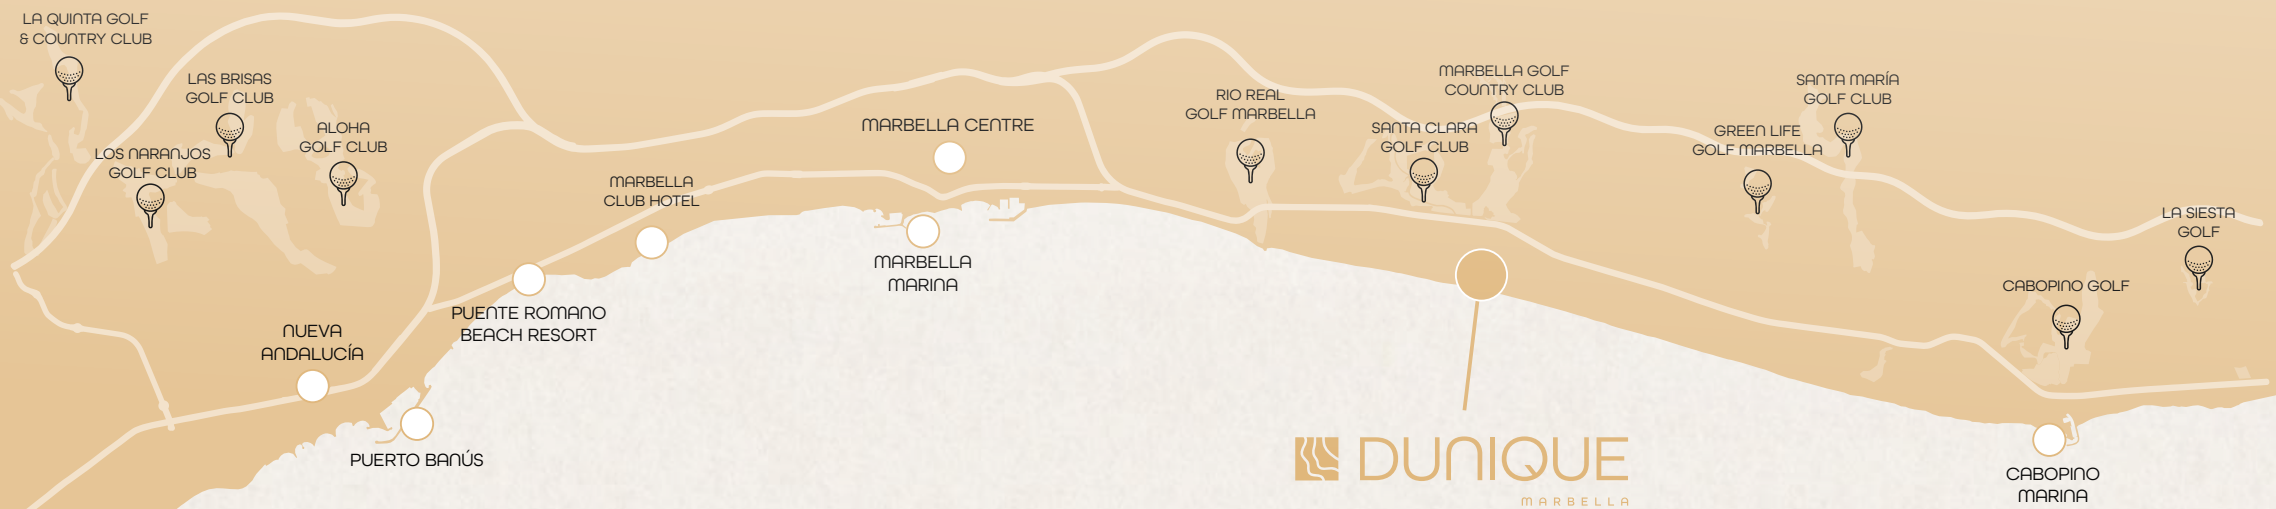 LA QUINTA GOLF
& COUNTRY CLUB
LAS BRISAS
GOLF CLUB
ALOHA
GOLF CLUB
LOS NARANJOS
GOLF CLUB
MARBELLA
CLUB HOTEL
MARBELLA CENTRE
RIO REAL
GOLF MARBELLA
MARBELLA GOLF
COUNTRY CLUB
SANTA CLARA
GOLF CLUB
SANTA MARÍA
GOLF CLUB
GREEN LIFE
GOLF MARBELLA
LA SIESTA
GOLF
CABOPINO GOLF
MARBELLA
MARINA
PUENTE ROMANO
BEACH RESORT
NUEVA
ANDALUCÍA
PUERTO BANÚS
DUNIQUE
MARBELLA
CABOPINO
MARINA